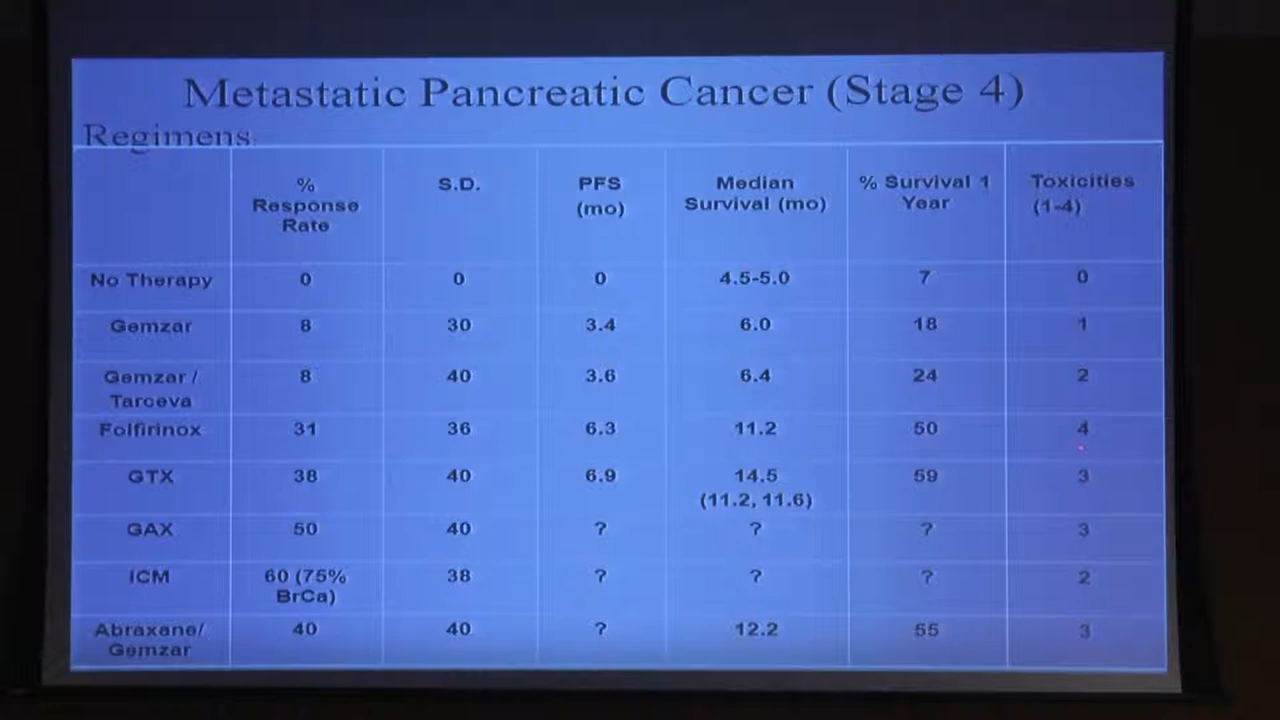 Metastatic Pancreatic Cancer (Stage 4)
Regimens:
% Response Rate S.D. PFS (mo) Median Survival (mo) % Survival 1 Year Toxicities (1-4)
No Therapy 0 0 0 4.5-5.0 7 0
Gemzar 8 30 3.4 6.0 18 1
Gemzar / Tarceva 8 40 3.6 6.4 24 2
Folfirinox 31 36 6.3 11.2 50 4
GTX 38 40 6.9 14.5 (11.2, 11.6) 59 3
GAX 50 40 ? ? ? 3
ICM 60 (75% BrCa) 38 ? ? ? 2
Abraxane/ Gemzar 40 40 ? 12.2 55 3